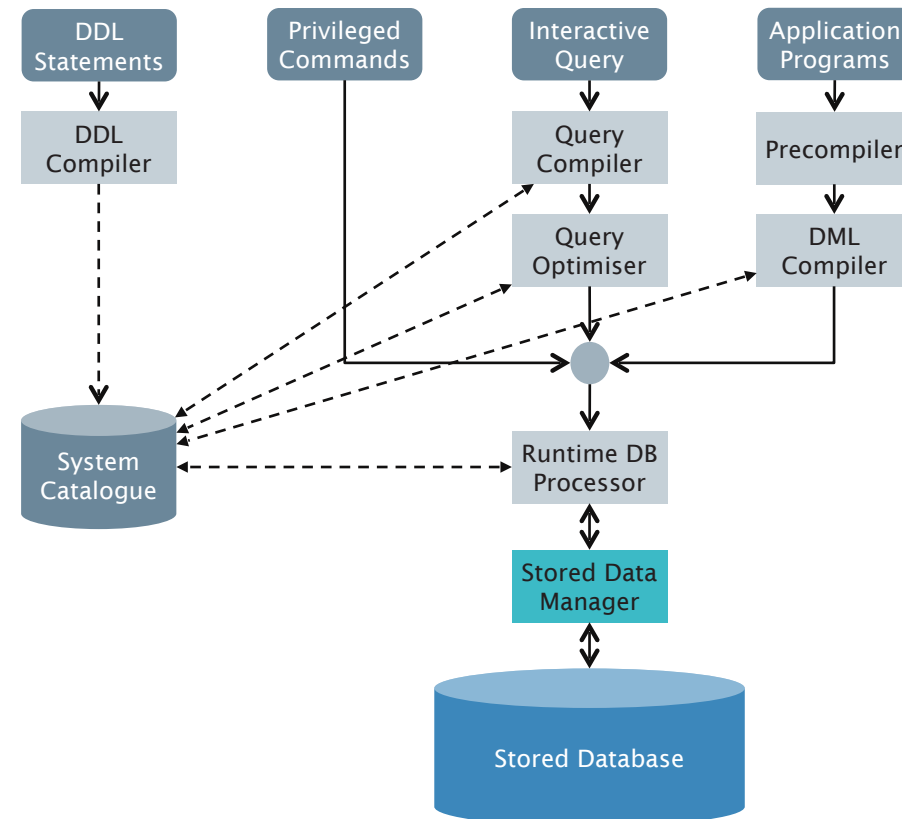 DDL
Statements
Privileged
Commands
Interactive
Query
Application
Programs
DDL
Compiler
Query
Compiler
Precompiler
Query
Optimiser
DML
Compiler
System
Catalogue
Runtime DB
Processor
Stored Data
Manager
Stored Database